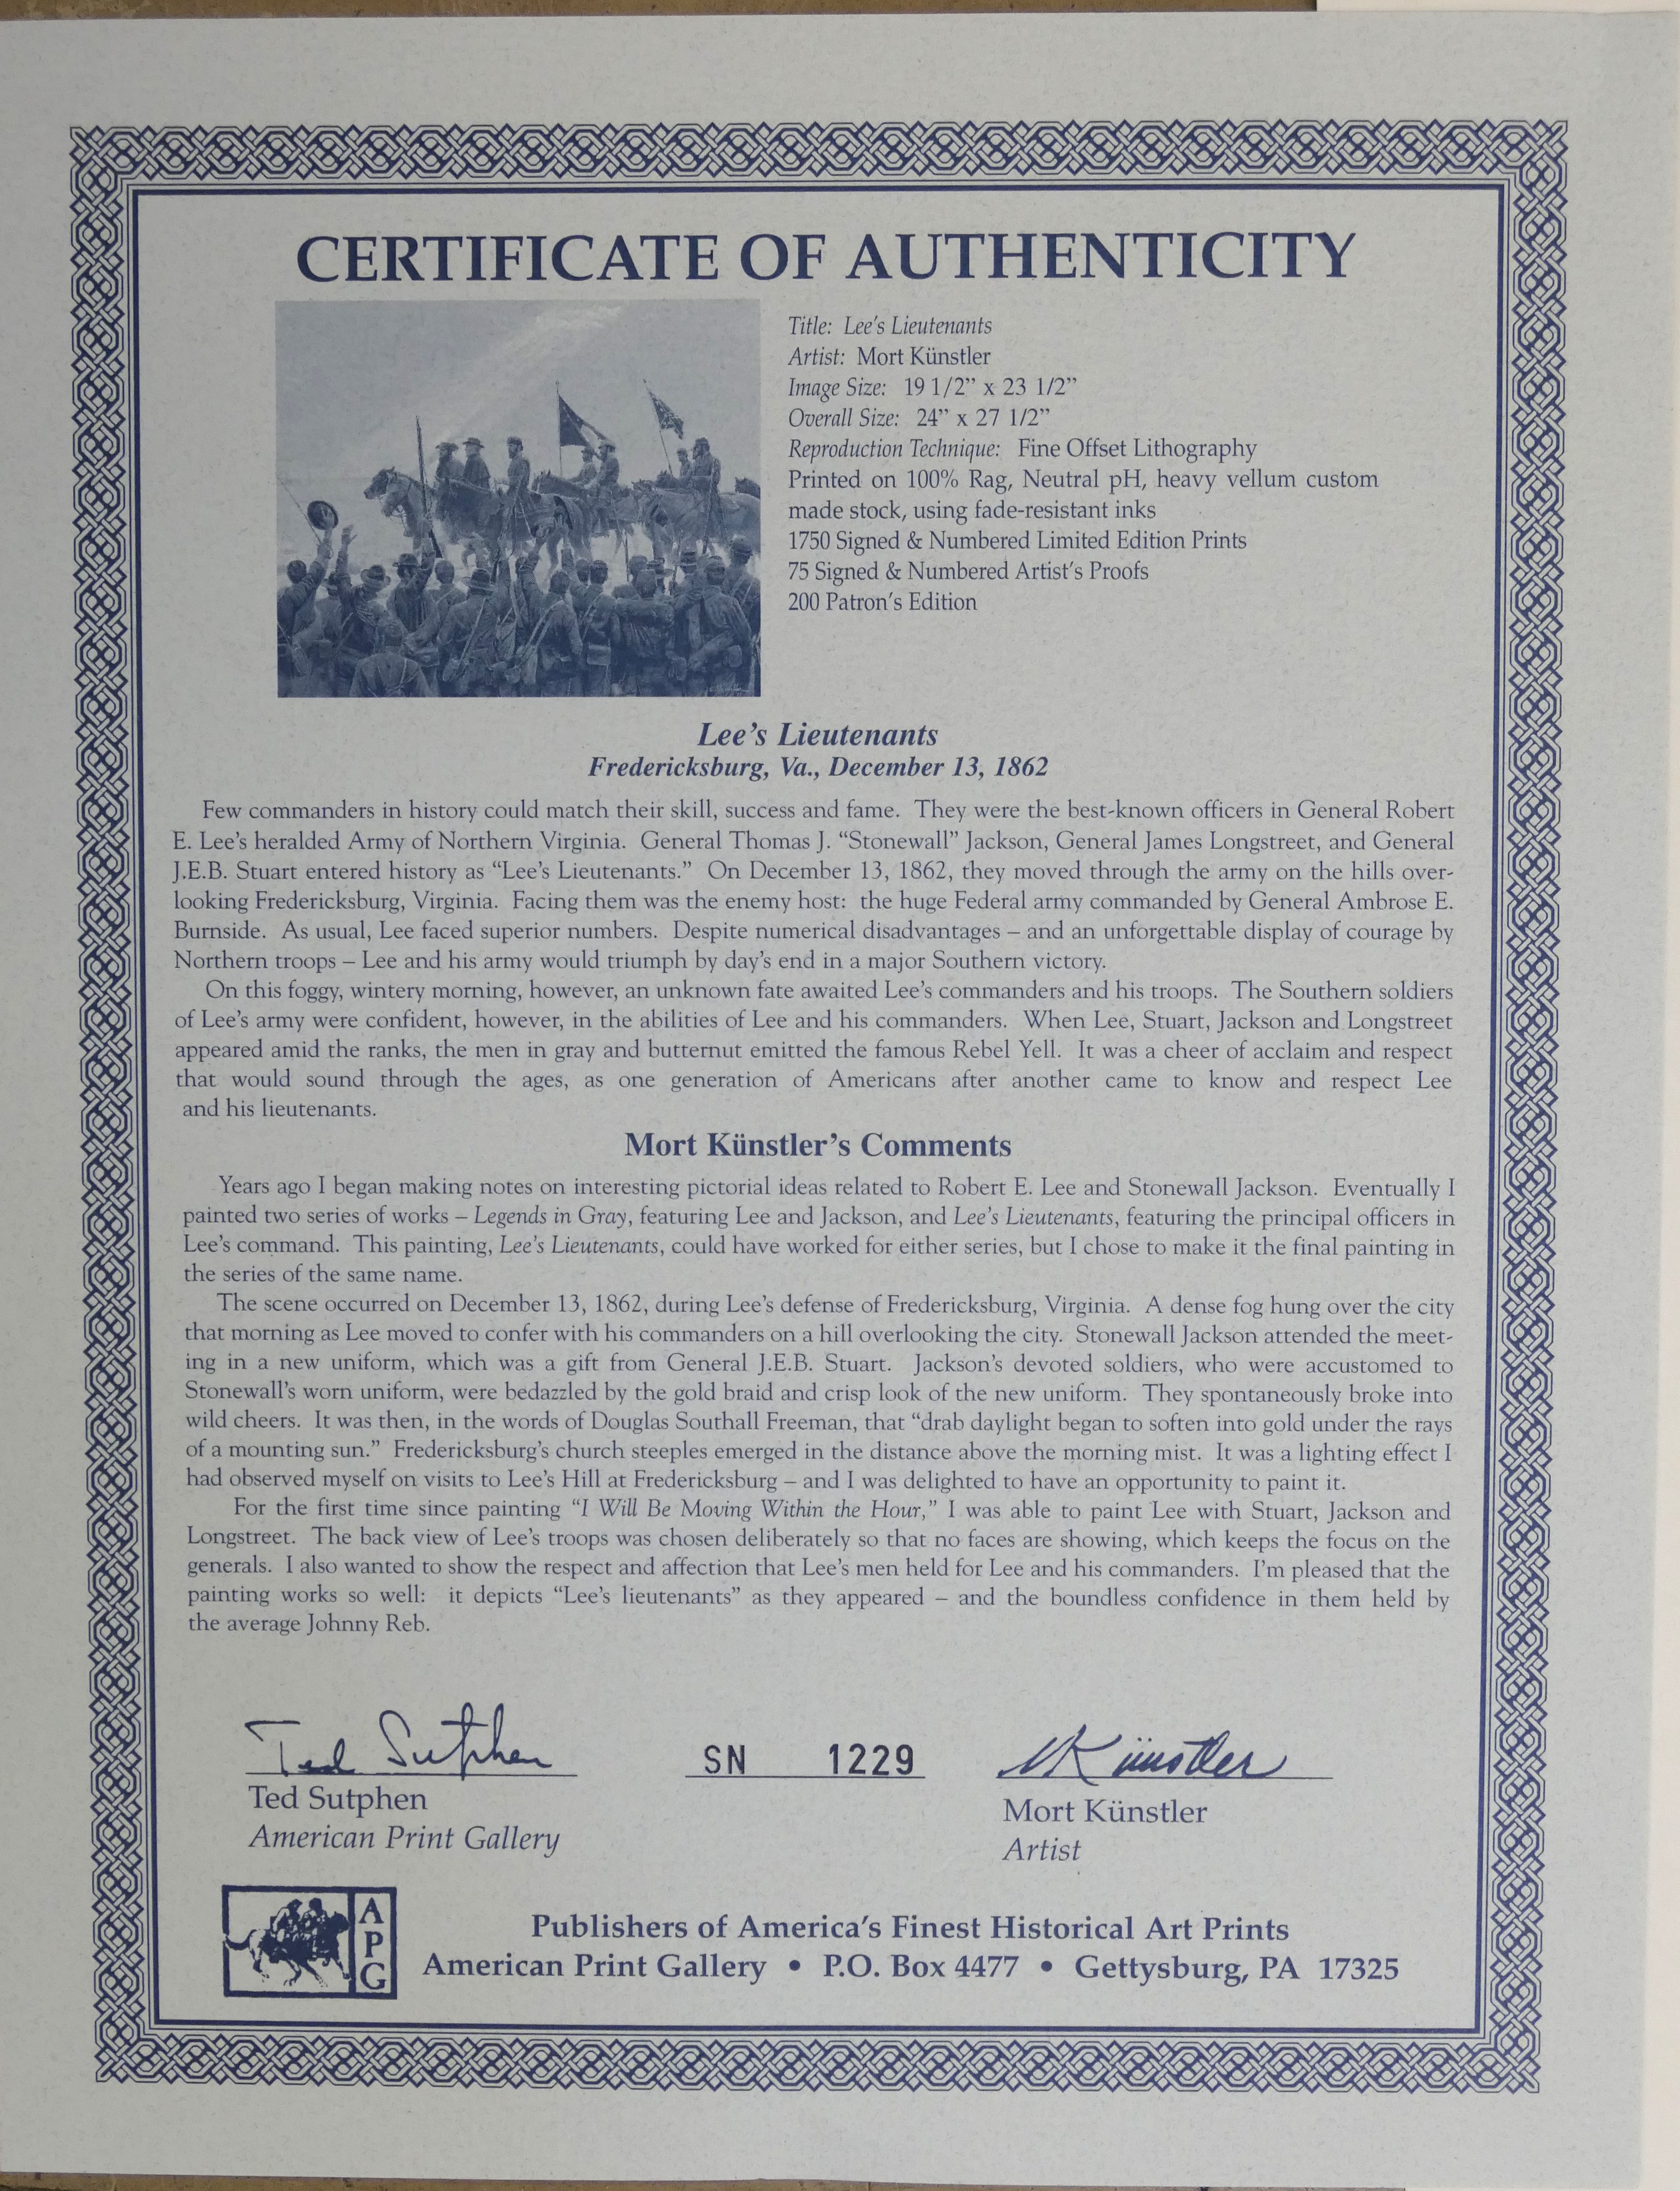 CERTIFICATE OF AUTHENTICITY
Title: Lee's Lieutenants
Artist: Mort Künstler
Image Size: 19 1/2” x 23 1/2”
Overall Size: 24” x 27 1/2”
Reproduction Technique: Fine Offset Lithography
Printed on 100% Rag, Neutral pH, heavy vellum custom
made stock, using fade-resistant inks
1750 Signed & Numbered Limited Edition Prints
75 Signed & Numbered Artist's Proofs
200 Patron's Edition
Lee's Lieutenants
Fredericksburg, Va., December 13, 1862
Few commanders in history could match their skill, success and fame. They were the best-known officers in General Robert
E. Lee's heralded Army of Northern Virginia. General Thomas J. “Stonewall” Jackson, General James Longstreet, and General
J.E.B. Stuart entered history as “Lee's Lieutenants.” On December 13, 1862, they moved through the army on the hills over-
looking Fredericksburg, Virginia. Facing them was the enemy host: the huge Federal army commanded by General Ambrose E.
Burnside. As usual, Lee faced superior numbers. Despite numerical disadvantages – and an unforgettable display of courage by
Northern troops – Lee and his army would triumph by day's end in a major Southern victory.
On this foggy, wintery morning, however, an unknown fate awaited Lee's commanders and his troops. The Southern soldiers
of Lee's army were confident, however, in the abilities of Lee and his commanders. When Lee, Stuart, Jackson and Longstreet
appeared amid the ranks, the men in gray and butternut emitted the famous Rebel Yell. It was a cheer of acclaim and respect
that would sound through the ages, as one generation of Americans after another came to know and respect Lee
and his lieutenants.
Mort Künstler's Comments
Years ago I began making notes on interesting pictorial ideas related to Robert E. Lee and Stonewall Jackson. Eventually I
painted two series of works – Legends in Gray, featuring Lee and Jackson, and Lee's Lieutenants, featuring the principal officers in
Lee's command. This painting, Lee's Lieutenants, could have worked for either series, but I chose to make it the final painting in
the series of the same name.
The scene occurred on December 13, 1862, during Lee's defense of Fredericksburg, Virginia. A dense fog hung over the city
that morning as Lee moved to confer with his commanders on a hill overlooking the city. Stonewall Jackson attended the meet-
ing in a new uniform, which was a gift from General J.E.B. Stuart. Jackson's devoted soldiers, who were accustomed to
Stonewall's worn uniform, were bedazzled by the gold braid and crisp look of the new uniform. They spontaneously broke into
wild cheers. It was then, in the words of Douglas Southall Freeman, that “drab daylight began to soften into gold under the rays
of a mounting sun.” Fredericksburg's church steeples emerged in the distance above the morning mist. It was a lighting effect I
had observed myself on visits to Lee's Hill at Fredericksburg – and I was delighted to have an opportunity to paint it.
For the first time since painting “I Will Be Moving Within the Hour,” I was able to paint Lee with Stuart, Jackson and
Longstreet. The back view of Lee's troops was chosen deliberately so that no faces are showing, which keeps the focus on the
generals. I also wanted to show the respect and affection that Lee's men held for Lee and his commanders. I'm pleased that the
painting works so well: it depicts “Lee's lieutenants” as they appeared – and the boundless confidence in them held by
the average Johnny Reb.
Ted Sutphen
SN 1229
MKünstler
Ted Sutphen
American Print Gallery
Mort Künstler
Artist
APG
Publishers of America's Finest Historical Art Prints
American Print Gallery • P.O. Box 4477 • Gettysburg, PA 17325